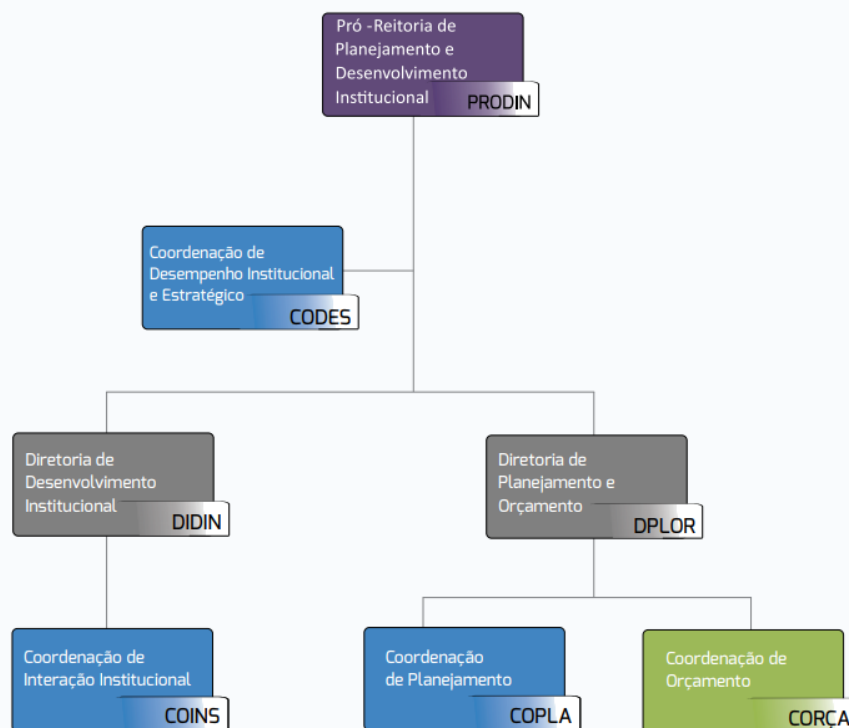 Pró -Reitoria de
Planejamento e
Desenvolvimento
Institucional
PRODIN
Coordenação de
Desempenho Institucional
e Estratégico
CODES
Diretoria de
Desenvolvimento
Institucional
DIDIN
Diretoria de
Planejamento e
Orçamento
DPLOR
Coordenação de
Interação Institucional
COINS
Coordenação
de Planejamento
COPLA
Coordenação de
Orçamento
CORÇA